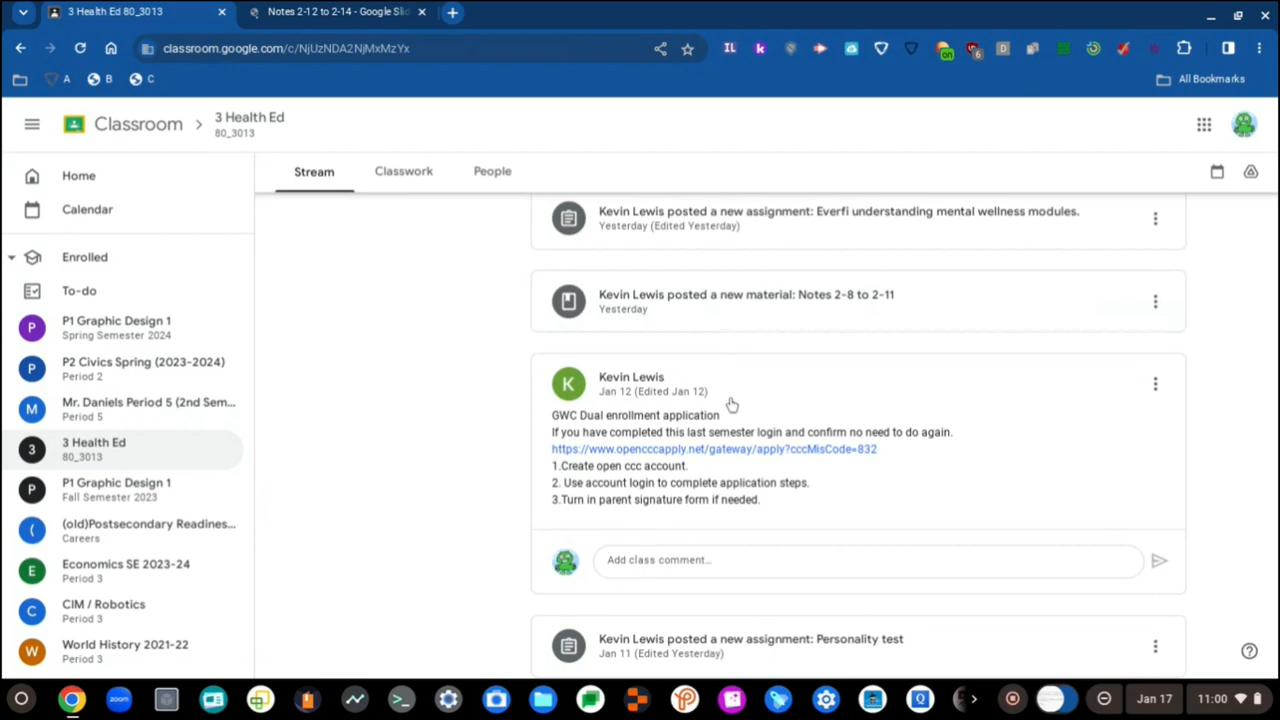 3 Health Ed 80_3013
Notes 2-12 to 2-14 - Google Slid
classroom.google.com/c/NjUzNDA2NjMxMzYx
IL
k
on
6
D
A
B
C
All Bookmarks
Classroom
3 Health Ed
80_3013
Stream
Classwork
People
Home
Calendar
Enrolled
To-do
P
P1 Graphic Design 1
Spring Semester 2024
P
P2 Civics Spring (2023-2024)
Period 2
M
Mr. Daniels Period 5 (2nd Sem...
Period 5
3
3 Health Ed
80_3013
P
P1 Graphic Design 1
Fall Semester 2023
(
(old)Postsecondary Readines...
Careers
E
Economics SE 2023-24
Period 3
C
CIM / Robotics
Period 3
W
World History 2021-22
Period 3
Kevin Lewis posted a new assignment: Everfi understanding mental wellness modules.
Yesterday (Edited Yesterday)
Kevin Lewis posted a new material: Notes 2-8 to 2-11
Yesterday
K
Kevin Lewis
Jan 12 (Edited Jan 12)
GWC Dual enrollment application
If you have completed this last semester login and confirm no need to do again.
https://www.opencccapply.net/gateway/apply?cccMisCode=832
1.Create open ccc account.
2. Use account login to complete application steps.
3.Turn in parent signature form if needed.
Add class comment...
Kevin Lewis posted a new assignment: Personality test
Jan 11 (Edited Yesterday)
zoom
Q
Jan 17
11:00